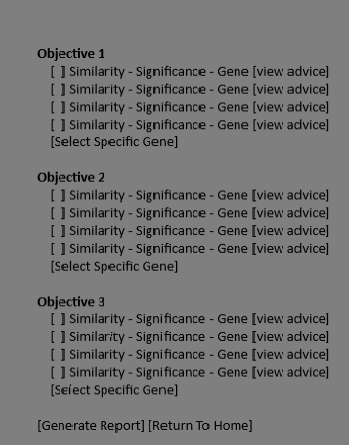 Objective 1
[ ] Similarity - Significance - Gene [view advice]
[ ] Similarity - Significance - Gene [view advice]
[ ] Similarity - Significance - Gene [view advice]
[ ] Similarity - Significance - Gene [view advice]
[Select Specific Gene]
Objective 2
[ ] Similarity - Significance - Gene [view advice]
[ ] Similarity - Significance - Gene [view advice]
[ ] Similarity - Significance - Gene [view advice]
[ ] Similarity - Significance - Gene [view advice]
[Select Specific Gene]
Objective 3
[ ] Similarity - Significance - Gene [view advice]
[ ] Similarity - Significance - Gene [view advice]
[ ] Similarity - Significance - Gene [view advice]
[ ] Similarity - Significance - Gene [view advice]
[Select Specific Gene]
[Generate Report] [Return To Home]